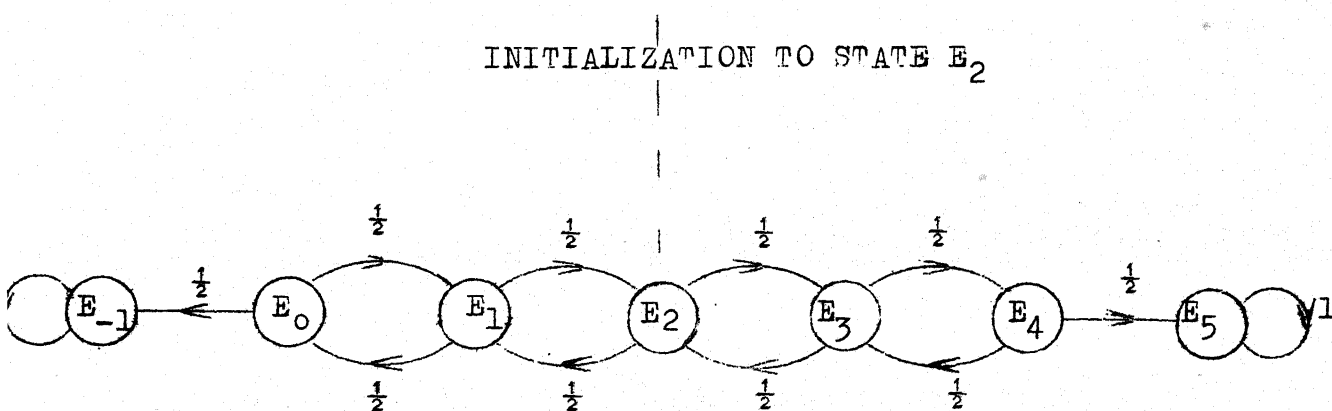 INITIALIZATION TO STATE E₂
½ ½ ½ ½
½ ½
E₋₁ E₀ E₁ E₂ E₃ E₄ E₅ 1
½ ½ ½ ½